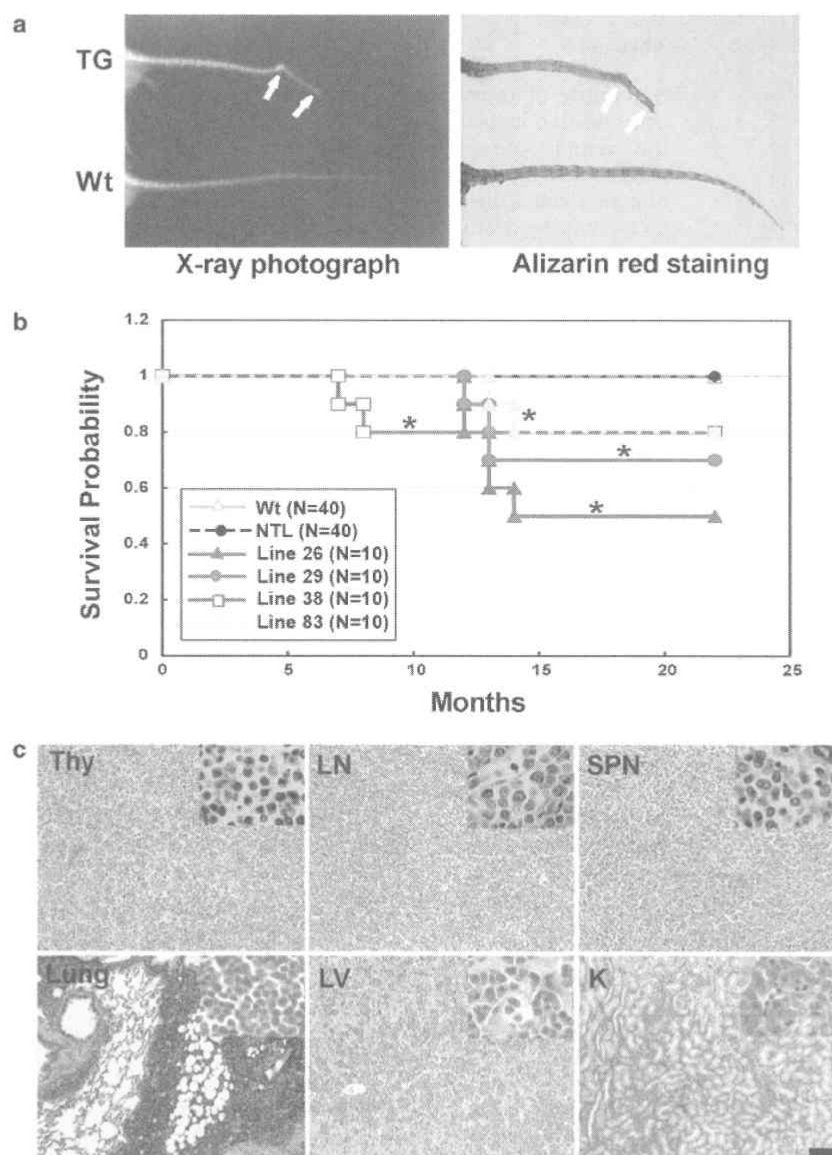 a
TG
Wt
X-ray photograph
Alizarin red staining
b
1.2
1
0.8
0.6
0.4
0.2
0
Survival Probability
*
*
*
*
Wt (N=40)
NTL (N=40)
Line 26 (N=10)
Line 29 (N=10)
Line 38 (N=10)
Line 83 (N=10)
0 5 10 15 20 25
Months
c
Thy LN SPN
Lung LV K